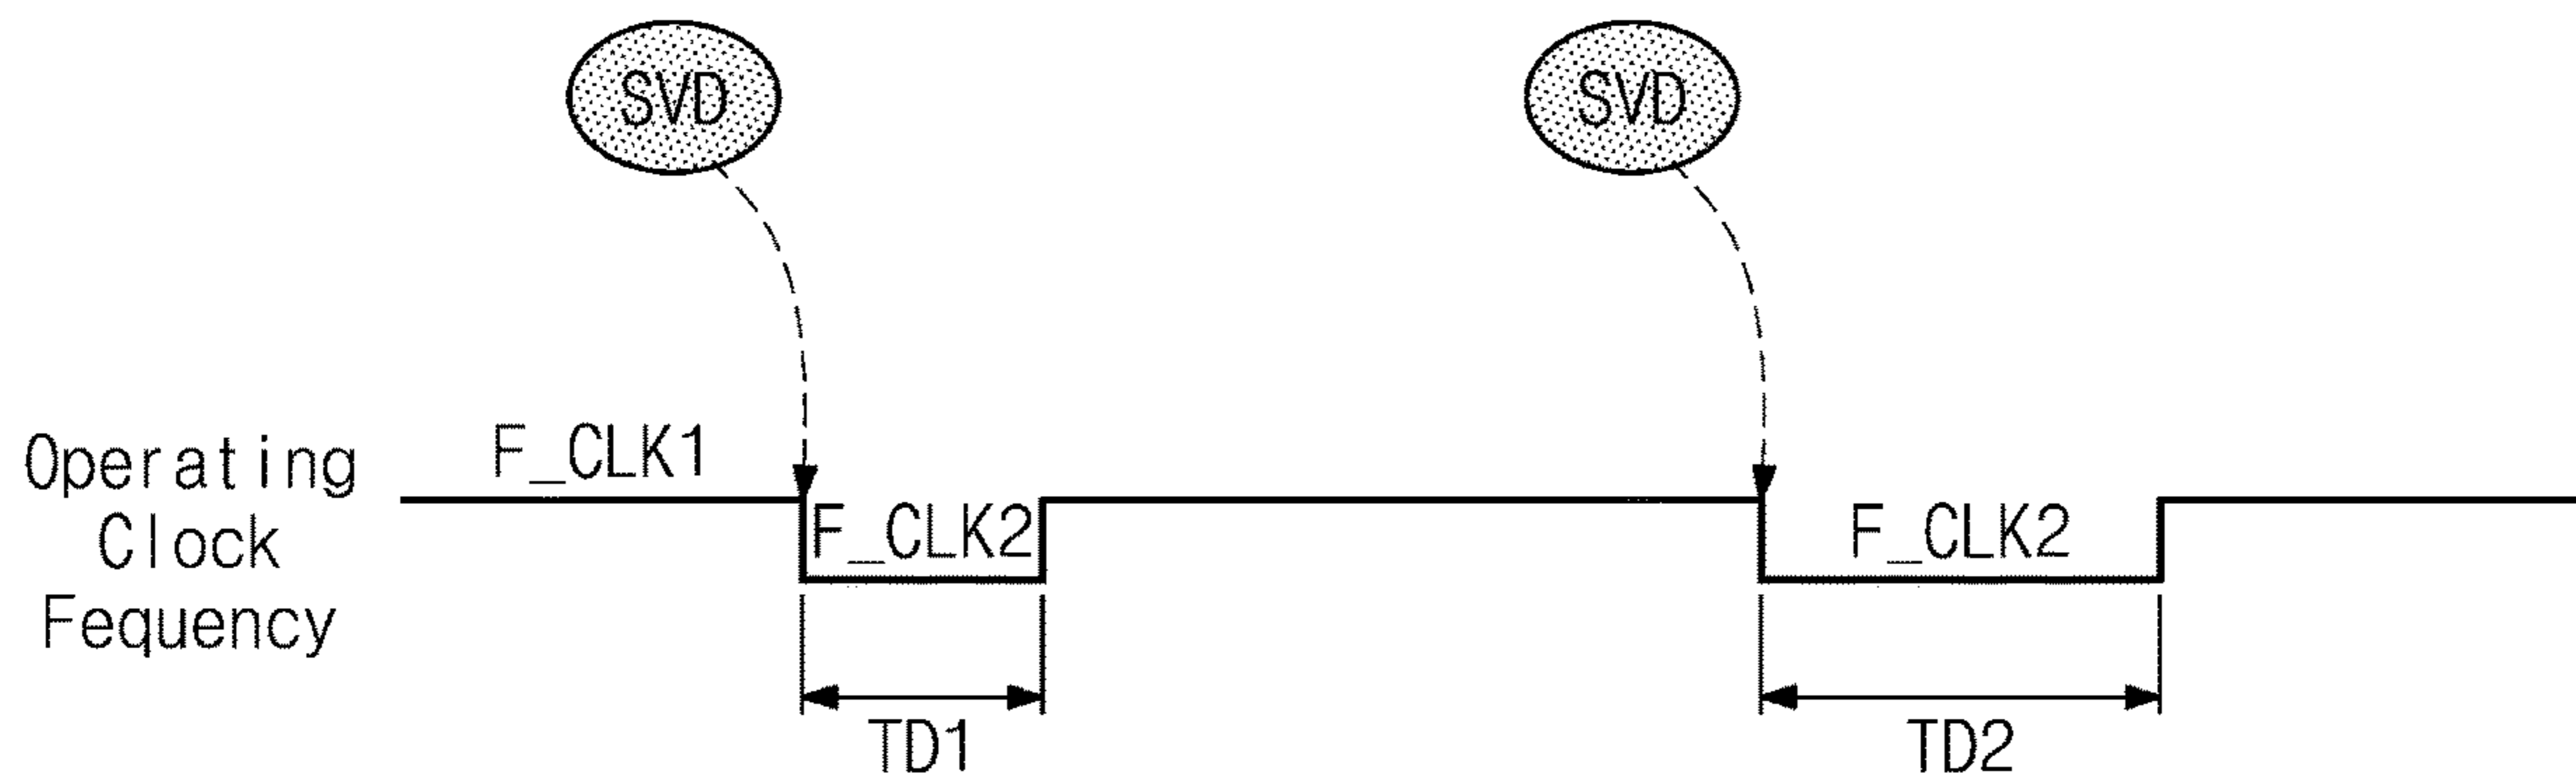 SVD
SVD
F_CLK1
Operating
Clock
Fequency
F_CLK2
F_CLK2
TD1
TD2